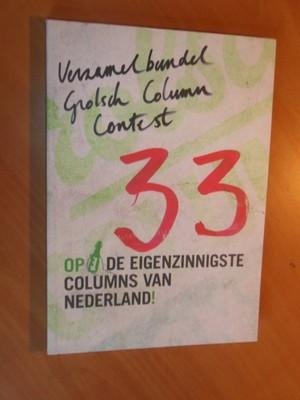 Verzamelbundel
Grolsch Column
Contest
33
OP DE EIGENZINNIGSTE
COLUMNS VAN
NEDERLAND!